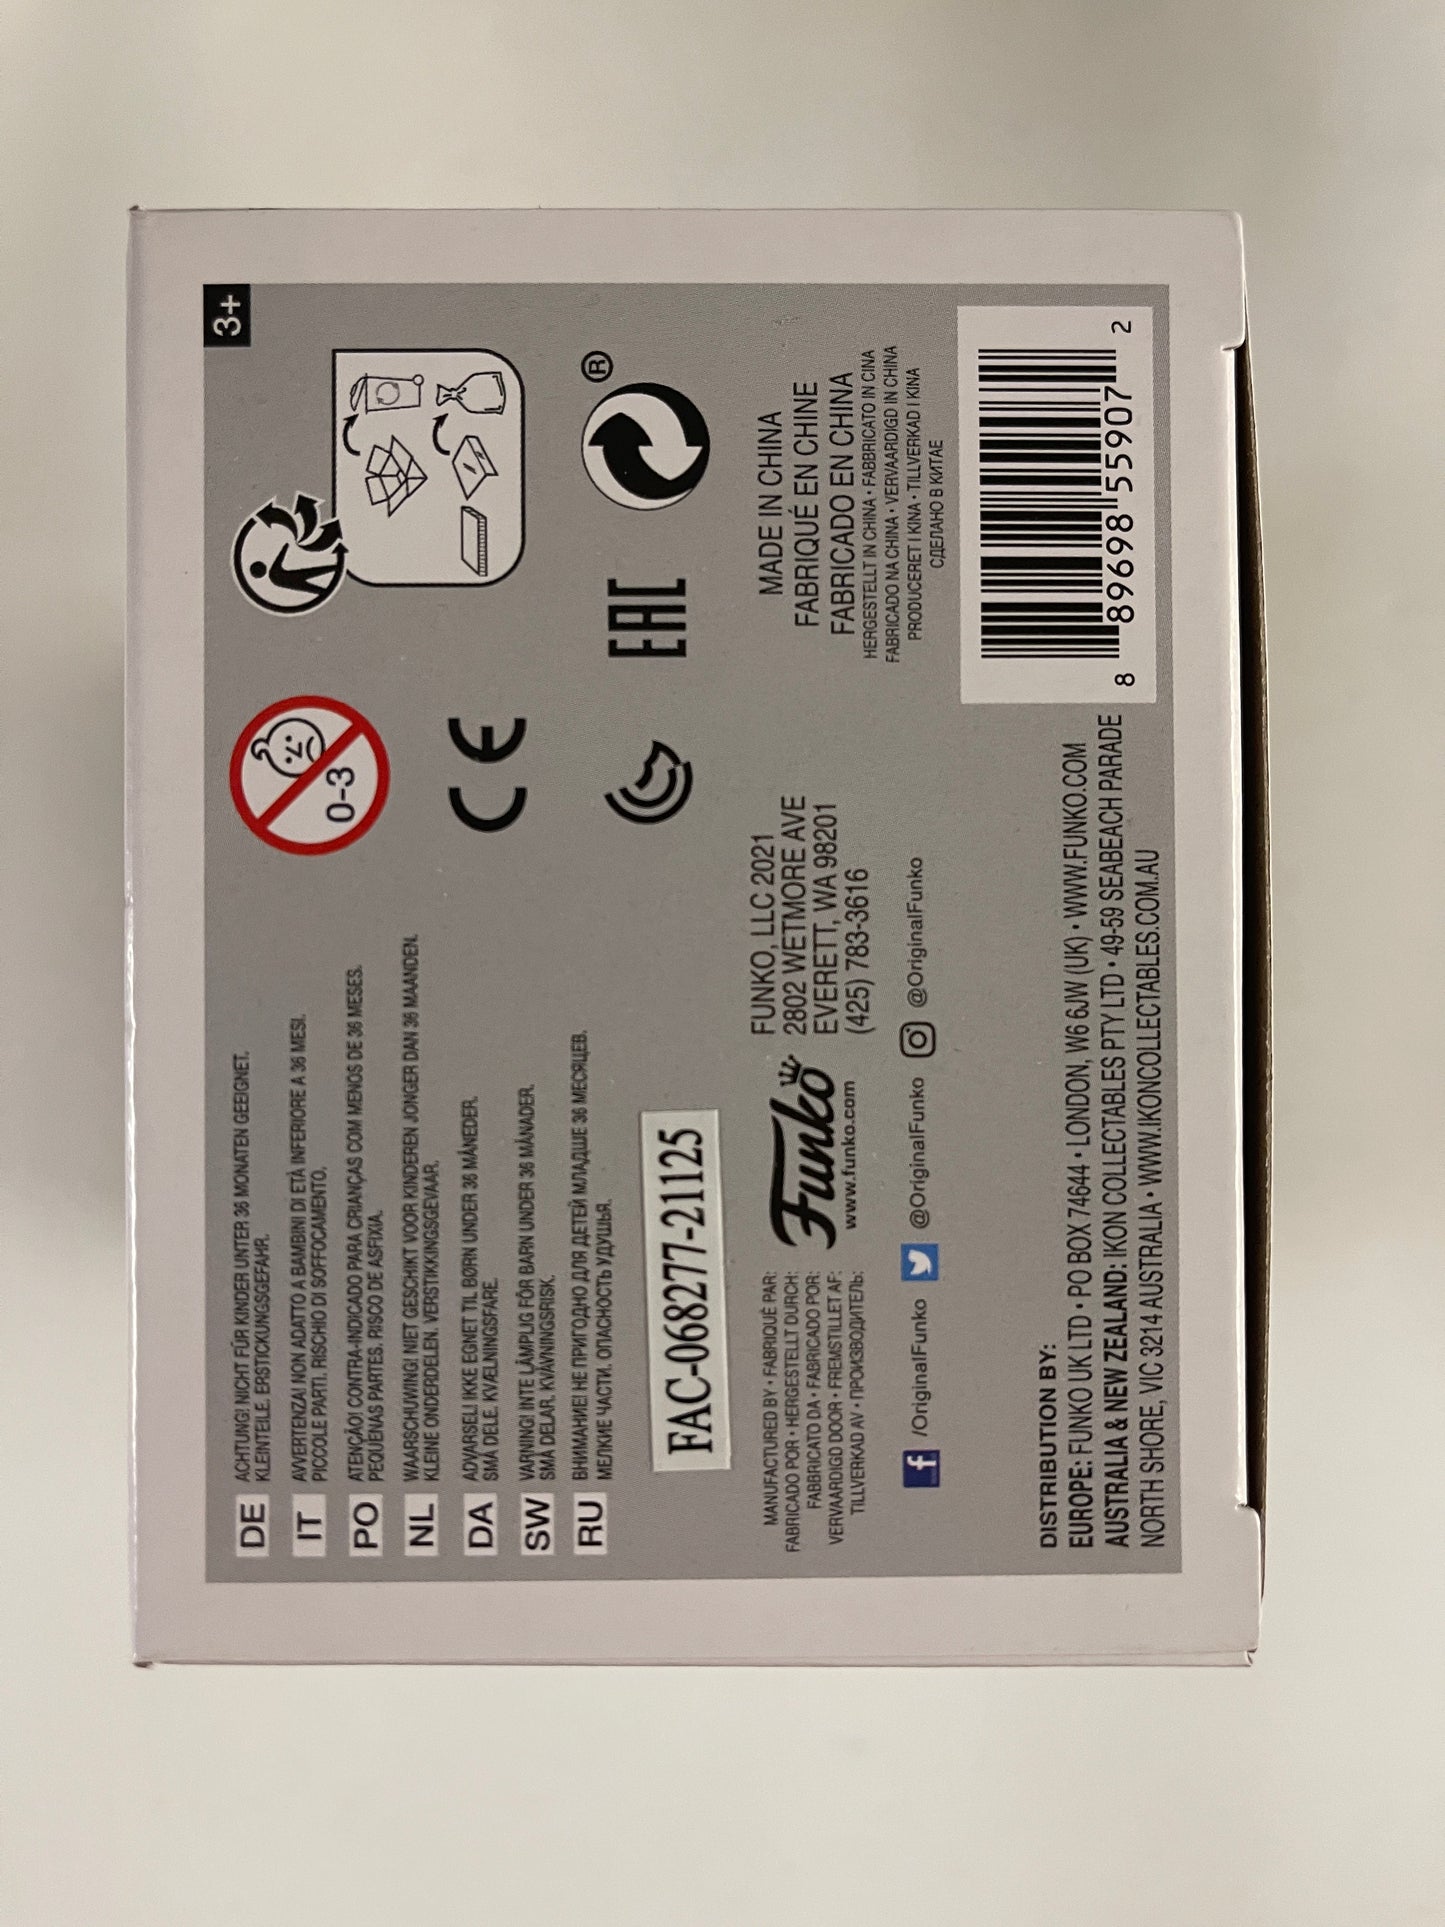 3+
DE
ACHTUNG! NICHT FÜR KINDER UNTER 36 MONATEN GEEIGNET.
KLEINTEILE. ERSTICKUNGSGEFAHR.
IT
AVVERTENZA! NON ADATTO A BAMBINI DI ETÀ INFERIORE A 36 MESI.
PICCOLE PARTI. RISCHIO DI SOFFOCAMENTO.
PO
ATENÇÃO! CONTRA-INDICADO PARA CRIANÇAS COM MENOS DE 36 MESES.
PEQUENAS PARTES. RISCO DE ASFIXIA.
NL
WAARSCHUWING! NIET GESCHIKT VOOR KINDEREN JONGER DAN 36 MAANDEN.
KLEINE ONDERDELEN. VERSTIKKINGSGEVAAR.
DA
ADVARSEL! IKKE EGNET TIL BØRN UNDER 36 MÅNEDER.
SMÅ DELE. KVÆLNINGSFARE.
SW
VARNING! INTE LÄMPLIG FÖR BARN UNDER 36 MÅNADER.
SMÅ DELAR. KVÄVNINGSRISK.
RU
ВНИМАНИЕ! НЕ ПРИГОДНО ДЛЯ ДЕТЕЙ МЛАДШЕ 36 МЕСЯЦЕВ.
МЕЛКИЕ ЧАСТИ. ОПАСНОСТЬ УДУШЬЯ.
0-3
CE
EAC
®
FAC-068277-21125
MANUFACTURED BY • FABRIQUÉ PAR:
FABRICADO POR • HERGESTELLT DURCH:
FABBRICATO DA • FABRICADO POR:
VERVAARDIGD DOOR • FREMSTILLET AF:
TILLVERKAD AV • ПРОИЗВОДИТЕЛЬ:
Funko
www.funko.com
FUNKO, LLC 2021
2802 WETMORE AVE
EVERETT, WA 98201
(425) 783-3616
/OriginalFunko
@OriginalFunko
@OriginalFunko
MADE IN CHINA
FABRIQUÉ EN CHINE
FABRICADO EN CHINA
HERGESTELLT IN CHINA • FABBRICATO IN CINA
FABRICADO NA CHINA • VERVAARDIGD IN CHINA
PRODUCERET I KINA • TILLVERKAD I KINA
СДЕЛАНО В КИТАЕ
DISTRIBUTION BY:
EUROPE: FUNKO UK LTD • PO BOX 74644 • LONDON, W6 6JW (UK) • WWW.FUNKO.COM
AUSTRALIA & NEW ZEALAND: IKON COLLECTABLES PTY LTD • 49-59 SEABEACH PARADE
NORTH SHORE, VIC 3214 AUSTRALIA • WWW.IKONCOLLECTABLES.COM.AU
8 89698 55907 2